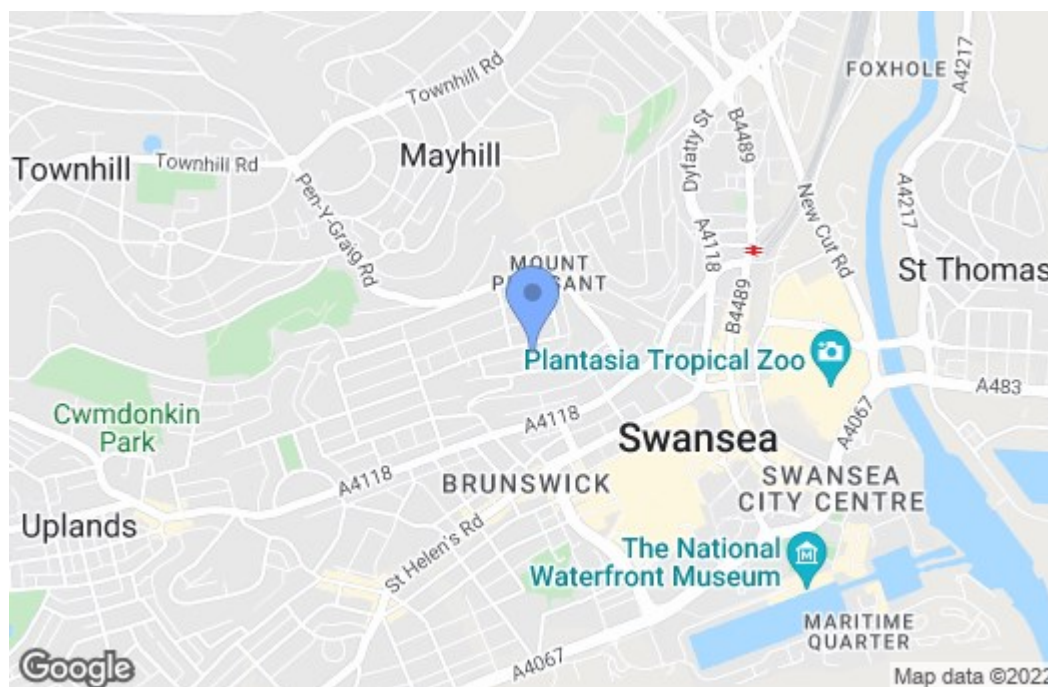 FOXHOLE
A4217
Townhill Rd
B4489
Dyfatty St
Mayhill
Townhill
Townhill Rd
Pen-Y-Graig Rd
New Cut Rd
A4217
A4118
MOUNT
PLEASANT
St Thomas
B4489
Plantasia Tropical Zoo
A483
Cwmdonkin
Park
A4118
A4067
Swansea
A4118
BRUNSWICK
SWANSEA
CITY CENTRE
Uplands
St Helen's Rd
The National
Waterfront Museum
MARITIME
QUARTER
A4067
Google
Map data ©2022